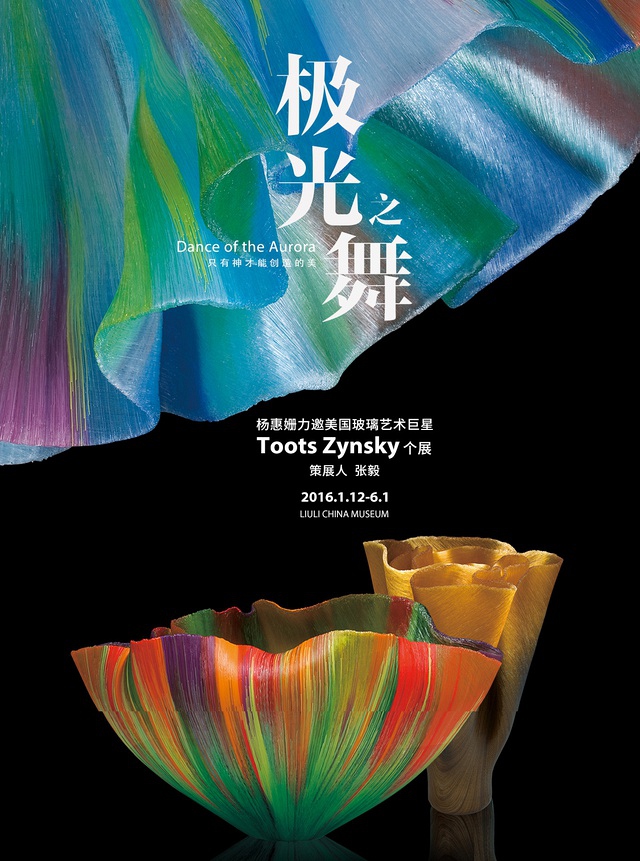 极光之舞
Dance of the Aurora
只有神才能创造的美
杨惠姗力邀美国玻璃艺术巨星
Toots Zynsky 个展
策展人 张毅
2016.1.12-6.1
LIULI CHINA MUSEUM